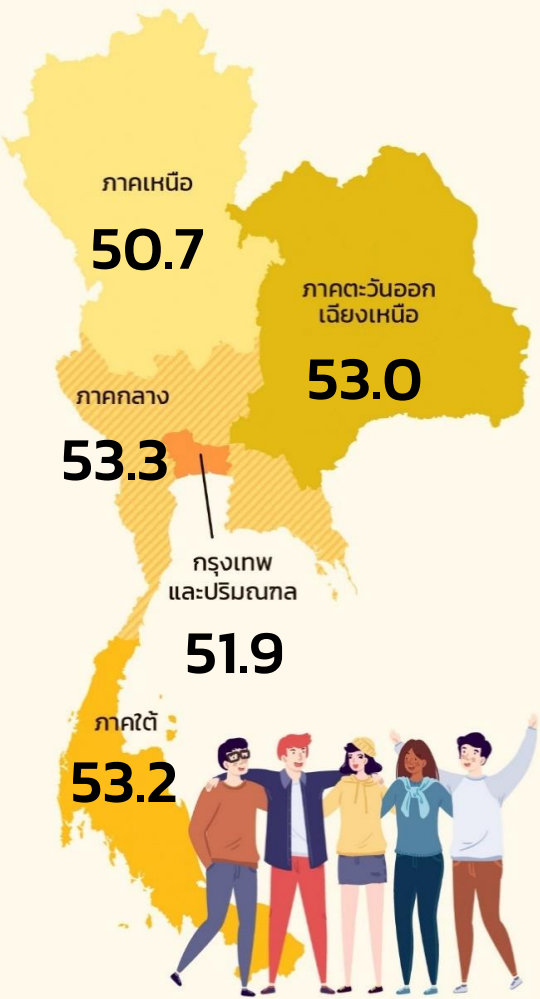 ภาคเหนือ
50.7
ภาคตะวันออก
เฉียงเหนือ
53.0
ภาคกลาง
53.3
กรุงเทพ
และปริมณฑล
51.9
ภาคใต้
53.2